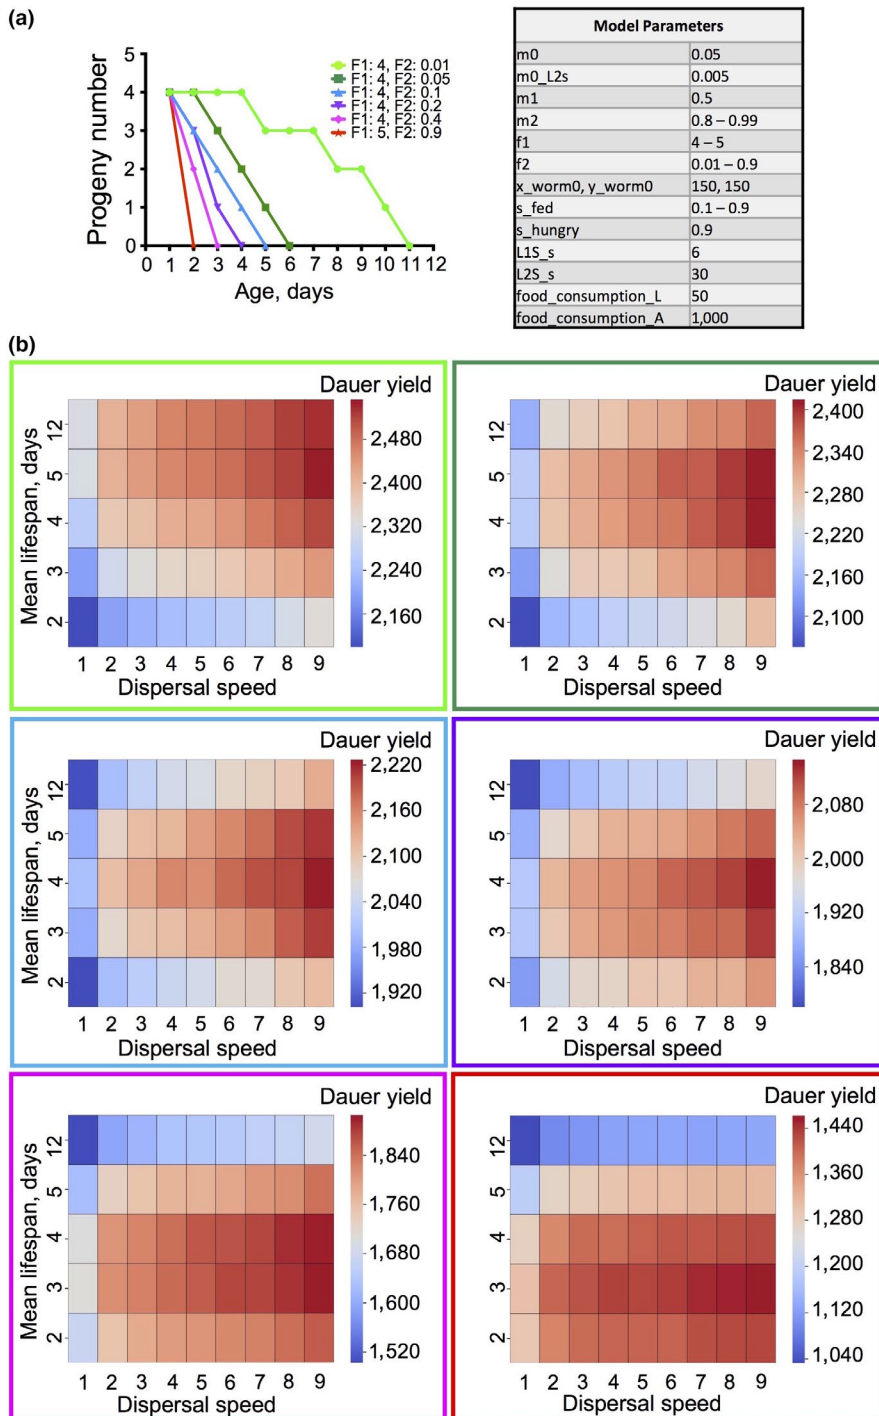 (a)
Progeny number
5
4
3
2
1
0
0 1 2 3 4 5 6 7 8 9 10 11 12
Age, days
F1: 4, F2: 0.01
F1: 4, F2: 0.05
F1: 4, F2: 0.1
F1: 4, F2: 0.2
F1: 4, F2: 0.4
F1: 5, F2: 0.9
Model Parameters
m0 0.05
m0_L2s 0.005
m1 0.5
m2 0.8 – 0.99
f1 4 – 5
f2 0.01 – 0.9
x_worm0, y_worm0 150, 150
s_fed 0.1 – 0.9
s_hungry 0.9
L1S_s 6
L2S_s 30
food_consumption_L 50
food_consumption_A 1,000
(b)
Dauer yield
Mean lifespan, days
12
5
4
3
2
1 2 3 4 5 6 7 8 9
Dispersal speed
2,480
2,400
2,320
2,240
2,160
Dauer yield
12
5
4
3
2
1 2 3 4 5 6 7 8 9
Dispersal speed
2,400
2,340
2,280
2,220
2,160
2,100
Dauer yield
Mean lifespan, days
12
5
4
3
2
1 2 3 4 5 6 7 8 9
Dispersal speed
2,220
2,160
2,100
2,040
1,980
1,920
Dauer yield
12
5
4
3
2
1 2 3 4 5 6 7 8 9
Dispersal speed
2,080
2,000
1,920
1,840
Dauer yield
Mean lifespan, days
12
5
4
3
2
1 2 3 4 5 6 7 8 9
Dispersal speed
1,840
1,760
1,680
1,600
1,520
Dauer yield
12
5
4
3
2
1 2 3 4 5 6 7 8 9
Dispersal speed
1,440
1,360
1,280
1,200
1,120
1,040